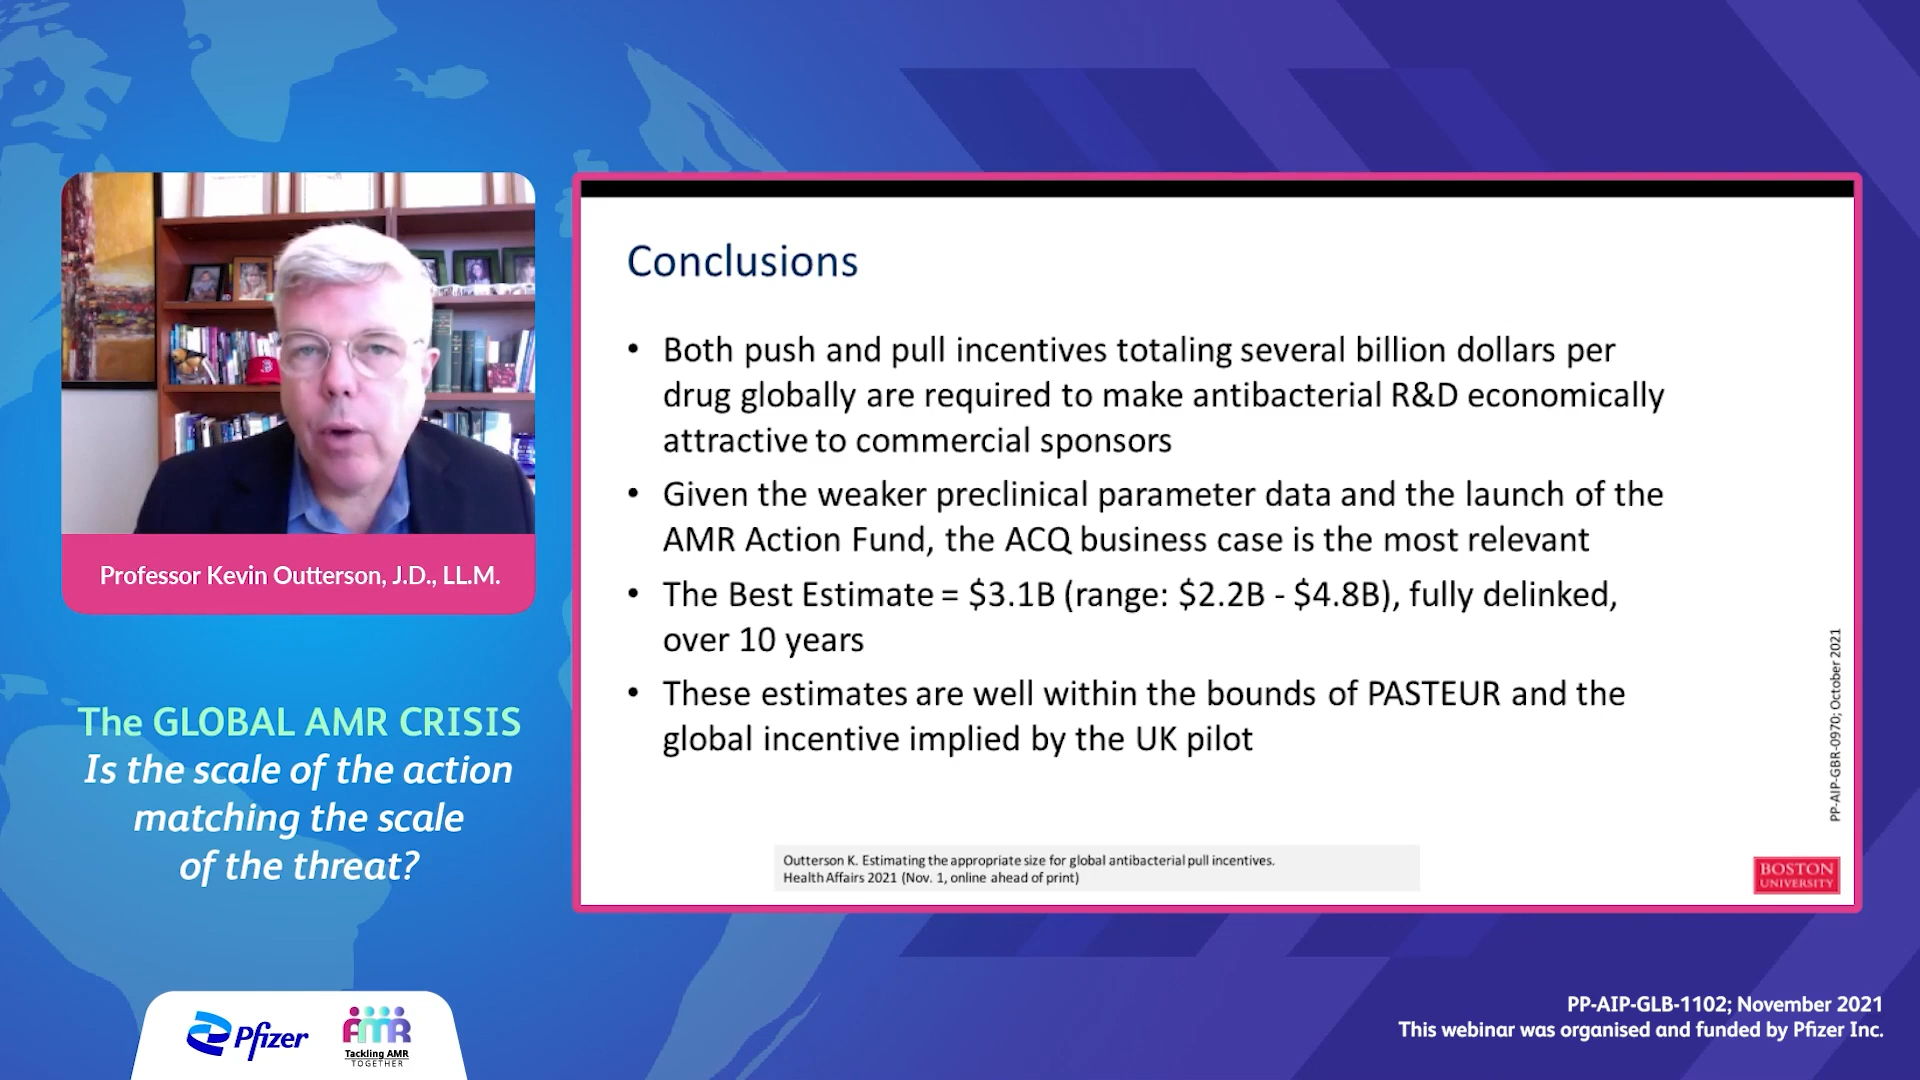 Professor Kevin Outterson, J.D., LL.M.
The GLOBAL AMR CRISIS
Is the scale of the action
matching the scale
of the threat?
Pfizer
AMR
Tackling AMR
TOGETHER
Conclusions
• Both push and pull incentives totaling several billion dollars per
drug globally are required to make antibacterial R&D economically
attractive to commercial sponsors
• Given the weaker preclinical parameter data and the launch of the
AMR Action Fund, the ACQ business case is the most relevant
• The Best Estimate = $3.1B (range: $2.2B - $4.8B), fully delinked,
over 10 years
• These estimates are well within the bounds of PASTEUR and the
global incentive implied by the UK pilot
Outterson K. Estimating the appropriate size for global antibacterial pull incentives.
Health Affairs 2021 (Nov. 1, online ahead of print)
PP-AIP-GBR-0970; October 2021
BOSTON
UNIVERSITY
PP-AIP-GLB-1102; November 2021
This webinar was organised and funded by Pfizer Inc.